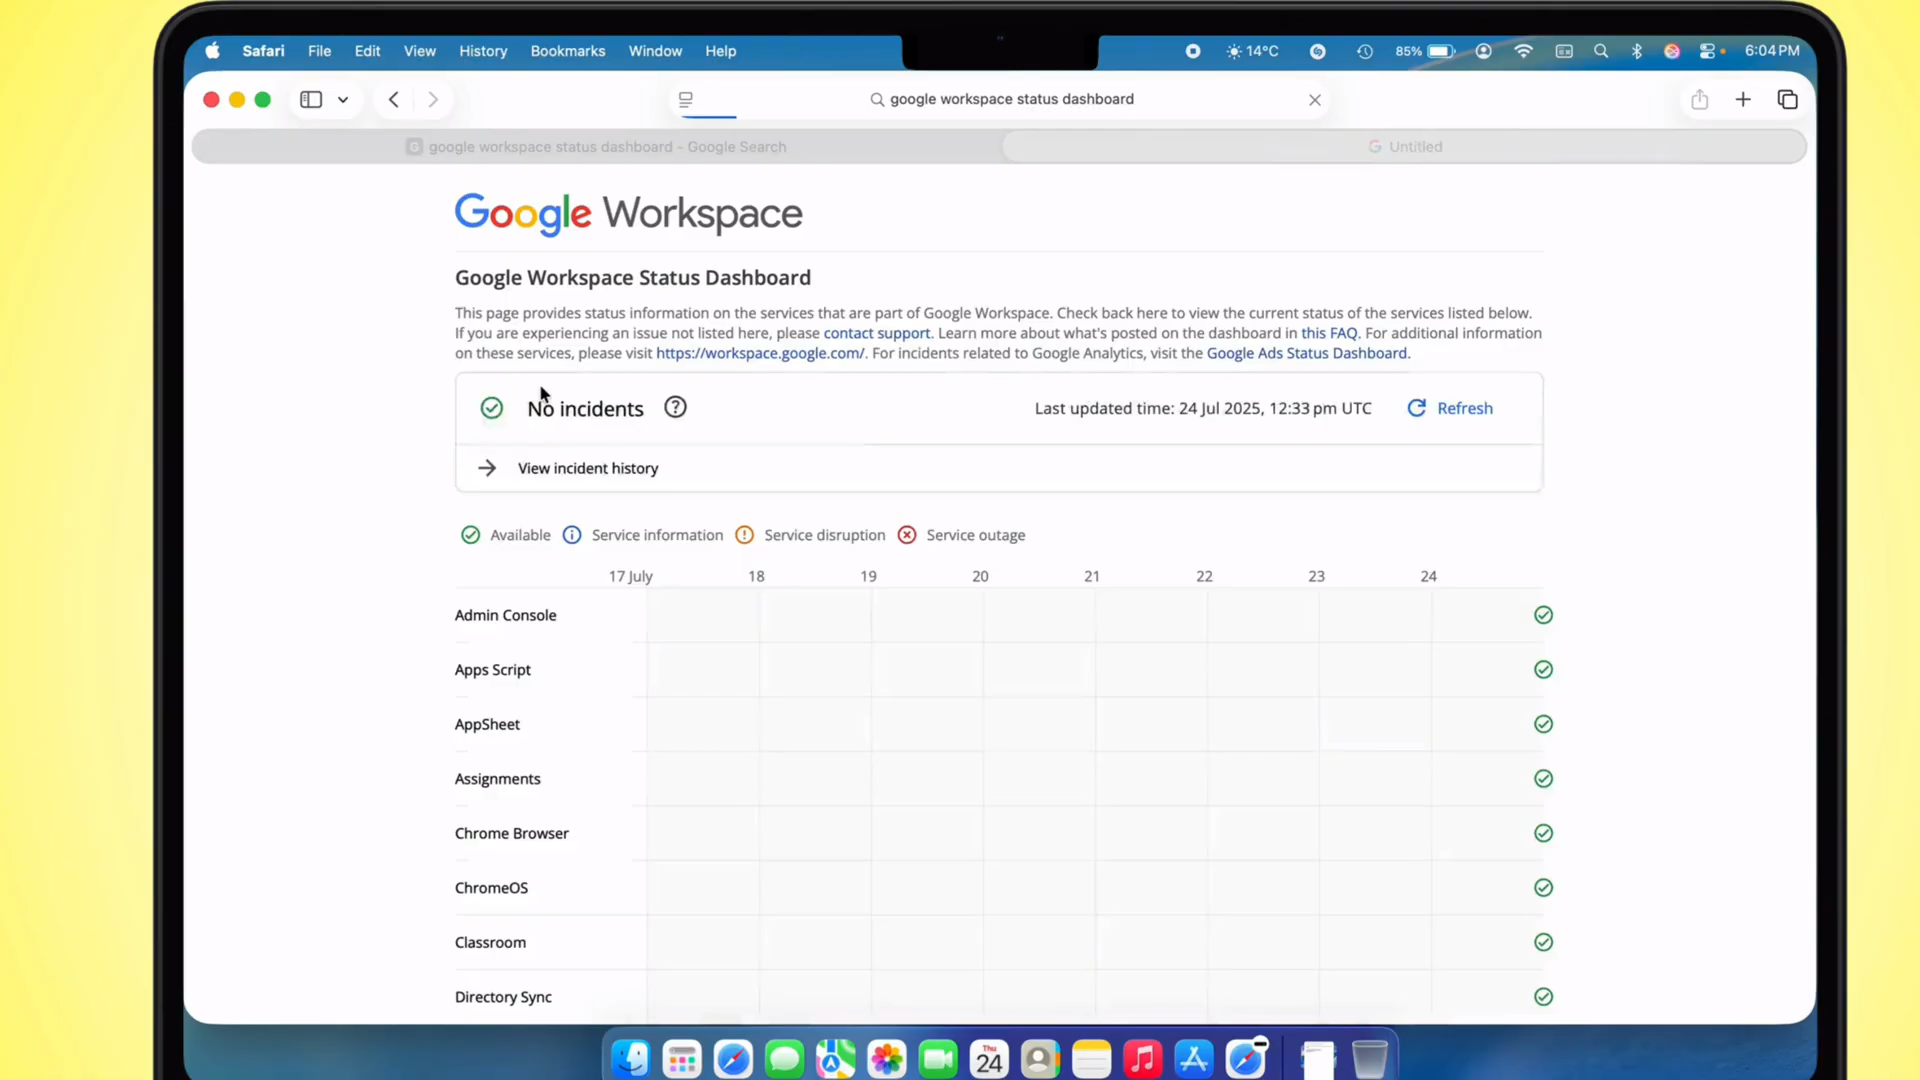 Safari File Edit View History Bookmarks Window Help 14°C 85% 6:04 PM
google workspace status dashboard
google workspace status dashboard - Google Search
Untitled
Google Workspace
Google Workspace Status Dashboard
This page provides status information on the services that are part of Google Workspace. Check back here to view the current status of the services listed below.
If you are experiencing an issue not listed here, please contact support. Learn more about what's posted on the dashboard in this FAQ. For additional information
on these services, please visit https://workspace.google.com/. For incidents related to Google Analytics, visit the Google Ads Status Dashboard.
No incidents
Last updated time: 24 Jul 2025, 12:33 pm UTC
Refresh
View incident history
Available Service information Service disruption Service outage
17 July 18 19 20 21 22 23 24
Admin Console
Apps Script
AppSheet
Assignments
Chrome Browser
ChromeOS
Classroom
Directory Sync
Thu
24